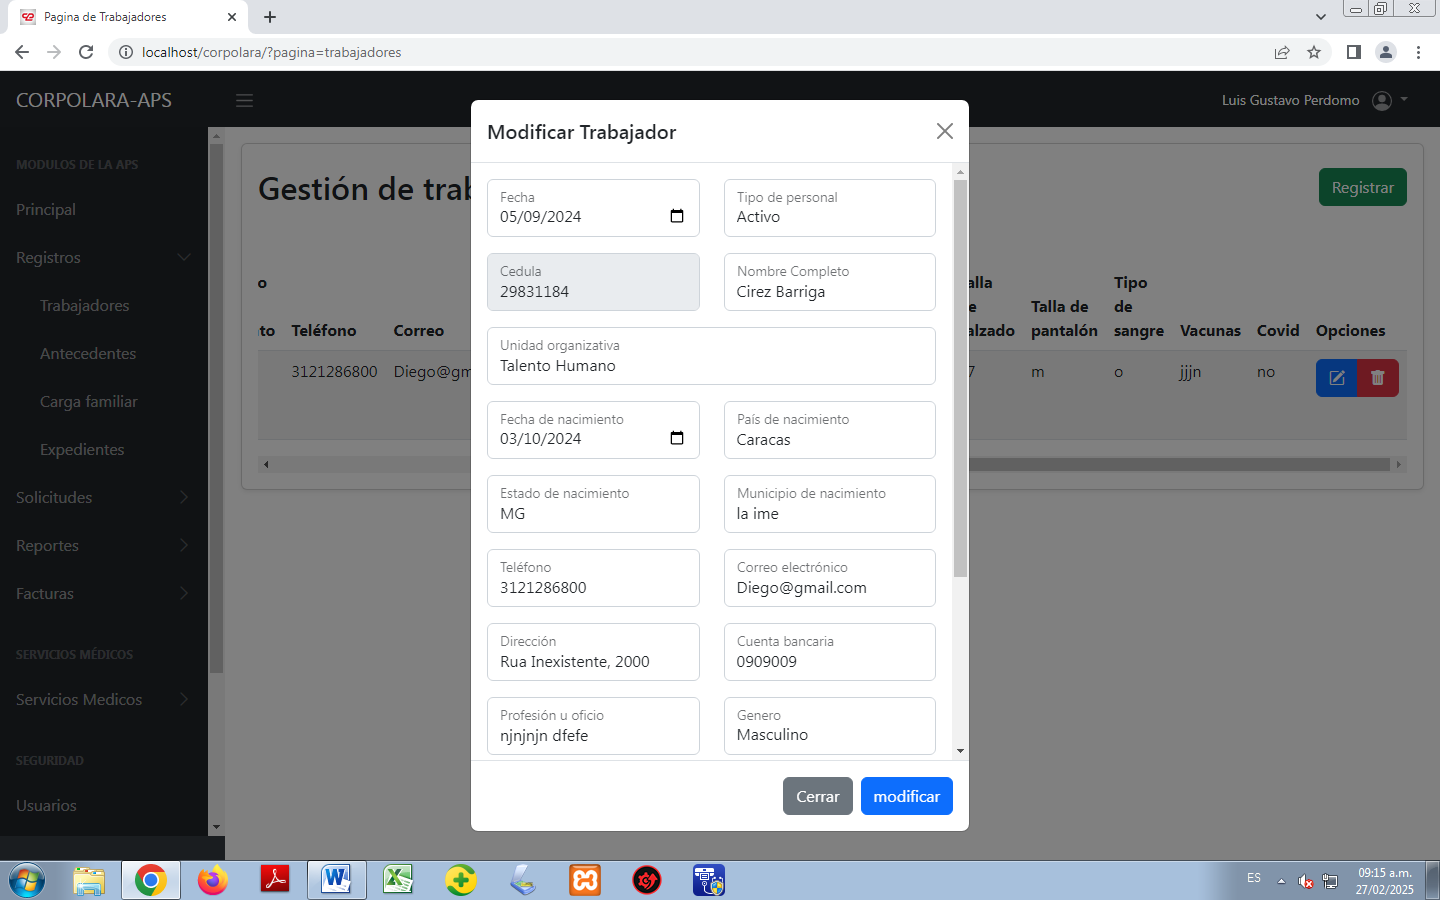 Pagina de Trabajadores
localhost/corpolara/?pagina=trabajadores
CORPOLARA-APS
Luis Gustavo Perdomo
MODULOS DE LA APS
Principal
Registros
Trabajadores
Antecedentes
Carga familiar
Expedientes
Solicitudes
Reportes
Facturas
SERVICIOS MÉDICOS
Servicios Medicos
SEGURIDAD
Usuarios
Gestión de trab
Registrar
o
to
Teléfono
Correo
alla
e
alzado
Talla de
pantalón
Tipo
de
sangre
Vacunas
Covid
Opciones
3121286800
Diego@gm
7
m
o
jjjn
no
Modificar Trabajador
Fecha
05/09/2024
Tipo de personal
Activo
Cedula
29831184
Nombre Completo
Cirez Barriga
Unidad organizativa
Talento Humano
Fecha de nacimiento
03/10/2024
País de nacimiento
Caracas
Estado de nacimiento
MG
Municipio de nacimiento
la ime
Teléfono
3121286800
Correo electrónico
Diego@gmail.com
Dirección
Rua Inexistente, 2000
Cuenta bancaria
0909009
Profesión u oficio
njnjnjn dfefe
Genero
Masculino
Cerrar
modificar
ES
09:15 a.m.
27/02/2025